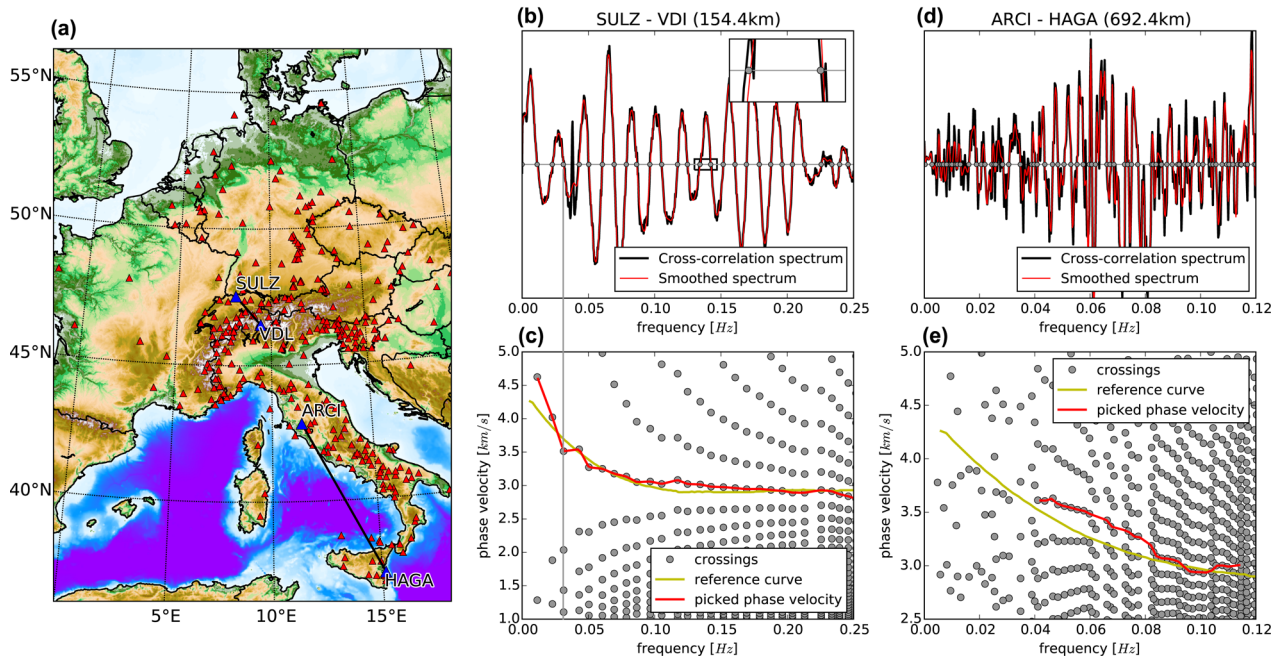 (a)
55°N
50°N
45°N
40°N
5°E
10°E
15°E
SULZ
VDL
ARCI
HAGA
(b)
SULZ - VDI (154.4km)
Cross-correlation spectrum
Smoothed spectrum
0.00 0.05 0.10 0.15 0.20 0.25
frequency [Hz]
(d)
ARCI - HAGA (692.4km)
Cross-correlation spectrum
Smoothed spectrum
0.00 0.02 0.04 0.06 0.08 0.10 0.12
frequency [Hz]
(c)
phase velocity [km/s]
5.0
4.5
4.0
3.5
3.0
2.5
2.0
1.5
1.0
crossings
reference curve
picked phase velocity
0.00 0.05 0.10 0.15 0.20 0.25
frequency [Hz]
(e)
phase velocity [km/s]
5.0
4.5
4.0
3.5
3.0
2.5
crossings
reference curve
picked phase velocity
0.00 0.02 0.04 0.06 0.08 0.10 0.12
frequency [Hz]